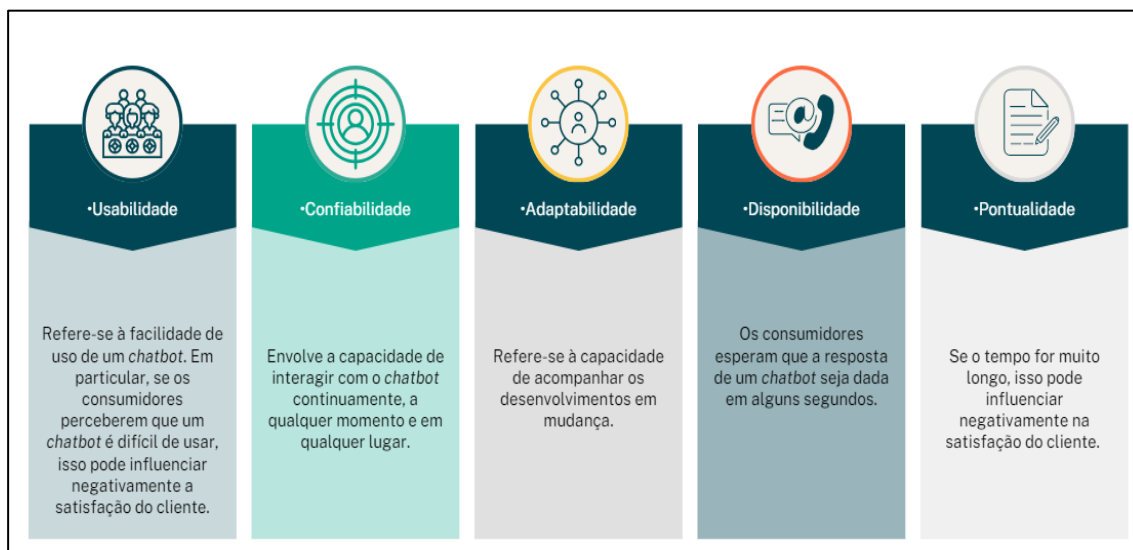 •Usabilidade
Refere-se à facilidade de
uso de um chatbot. Em
particular, se os
consumidores
perceberem que um
chatbot é difícil de usar,
isso pode influenciar
negativamente a
satisfação do cliente.
•Confiabilidade
Envolve a capacidade de
interagir com o chatbot
continuamente, a
qualquer momento e em
qualquer lugar.
•Adaptabilidade
Refere-se à capacidade
de acompanhar os
desenvolvimentos em
mudança.
•Disponibilidade
Os consumidores
esperam que a resposta
de um chatbot seja dada
em alguns segundos.
•Pontualidade
Se o tempo for muito
longo, isso pode
influenciar
negativamente na
satisfação do cliente.